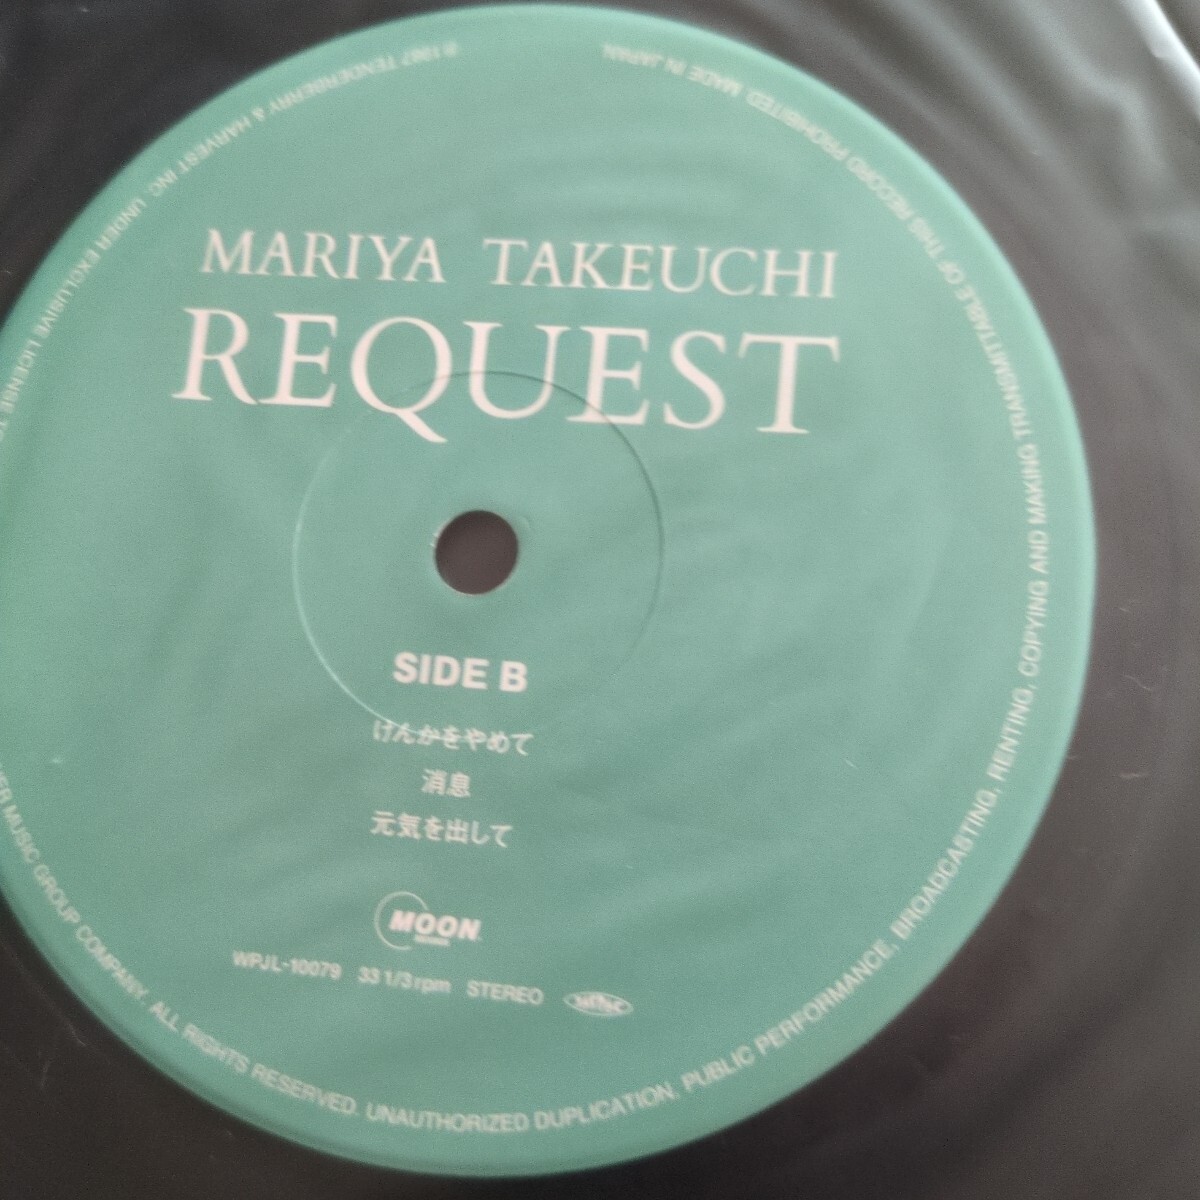 MARIYA TAKEUCHI
REQUEST
SIDE B
けんかをやめて
消息
元気を出して
MOON
WPJL-10079 33 1/3 rpm STEREO
℗1987 TENDERBERRY & HARVEST INC. UNDER EXCLUSIVE LICENSE TO
MUSIC GROUP COMPANY. ALL RIGHTS RESERVED. UNAUTHORIZED DUPLICATION, PUBLIC PERFORMANCE, BROADCASTING, RENTING, COPYING AND MAKING TRANSMITTABLE OF THIS RECORD PROHIBITED. MADE IN JAPAN